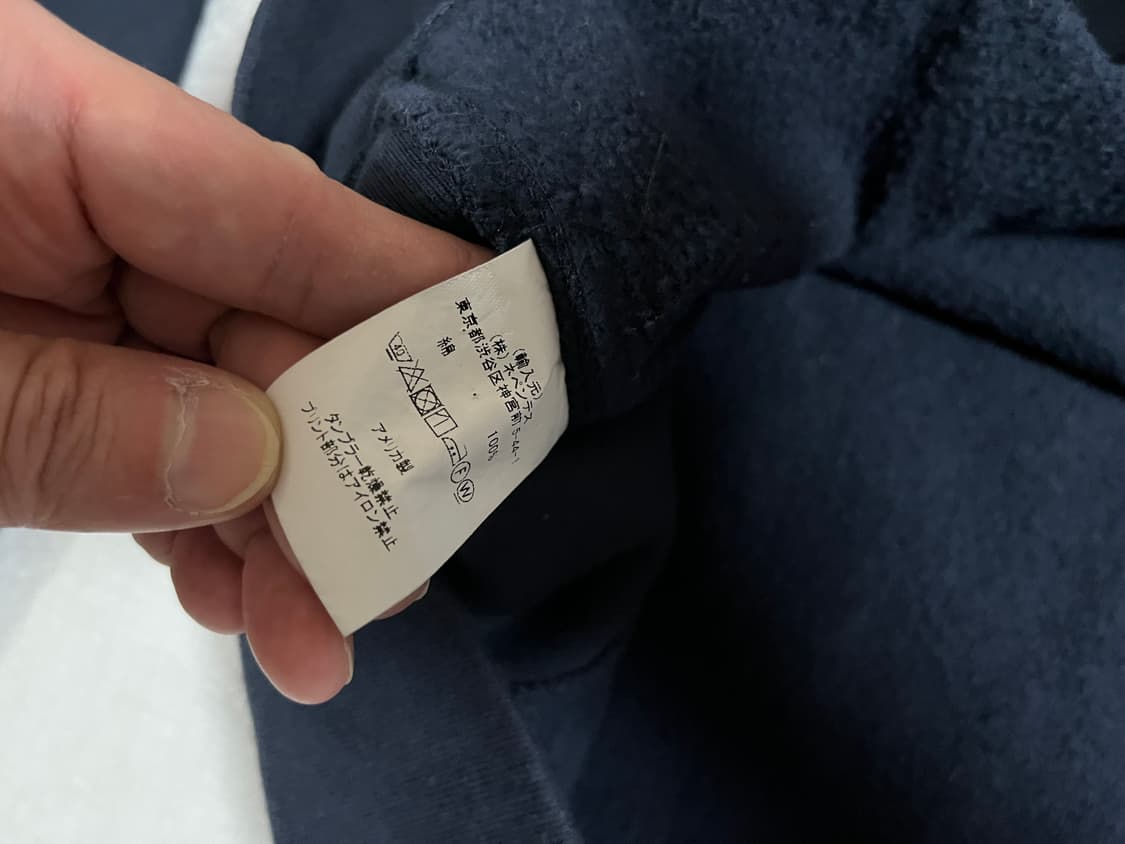 (輸入元)
(株)ネペンテス
東京都渋谷区神宮前 5-44-1
綿 100%
40
F W
アメリカ製
タンブラー乾燥禁止
プリント部分はアイロン禁止